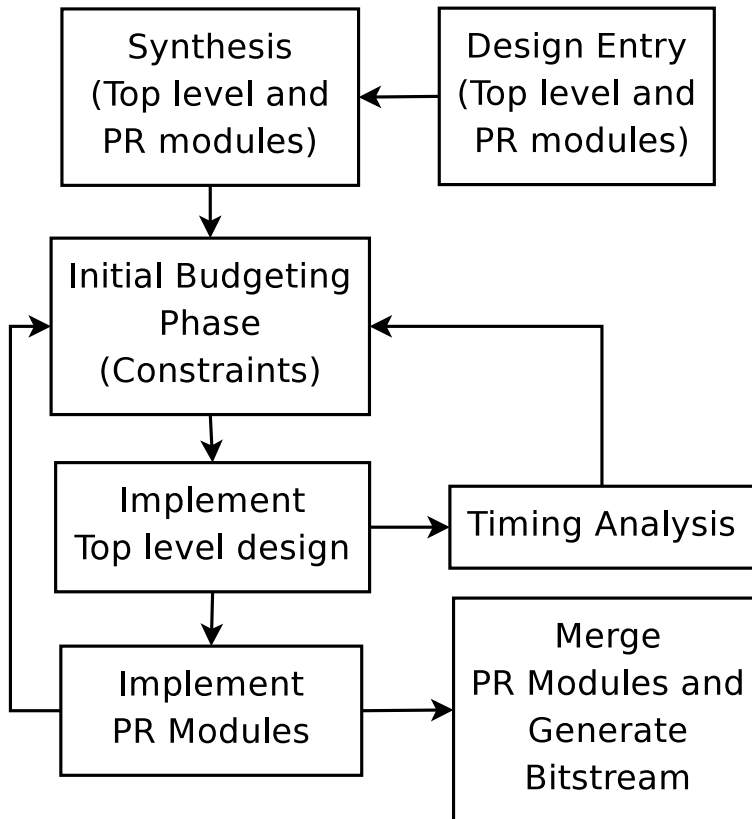 Synthesis
(Top level and
PR modules)
Design Entry
(Top level and
PR modules)
Initial Budgeting
Phase
(Constraints)
Implement
Top level design
Timing Analysis
Implement
PR Modules
Merge
PR Modules and
Generate
Bitstream